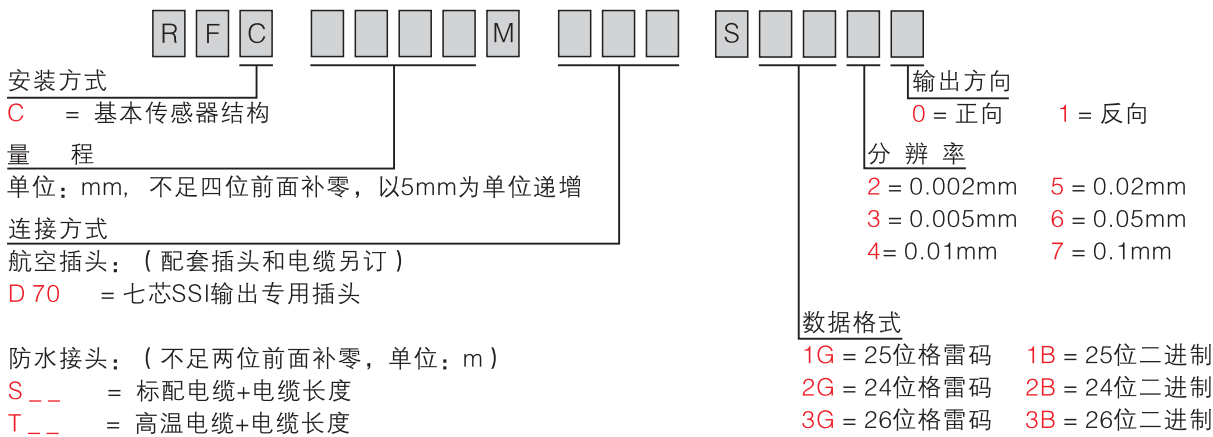 R F C M S
安装方式
C = 基本传感器结构
量 程
单位：mm, 不足四位前面补零，以5mm为单位递增
连接方式
航空插头：（配套插头和电缆另订）
D 70 = 七芯SSI输出专用插头
防水接头：（不足两位前面补零，单位：m）
S _ _ = 标配电缆+电缆长度
T _ _ = 高温电缆+电缆长度
输出方向
0 = 正向 1 = 反向
分 辨 率
2 = 0.002mm 5 = 0.02mm
3 = 0.005mm 6 = 0.05mm
4= 0.01mm 7 = 0.1mm
数据格式
1G = 25位格雷码 1B = 25位二进制
2G = 24位格雷码 2B = 24位二进制
3G = 26位格雷码 3B = 26位二进制